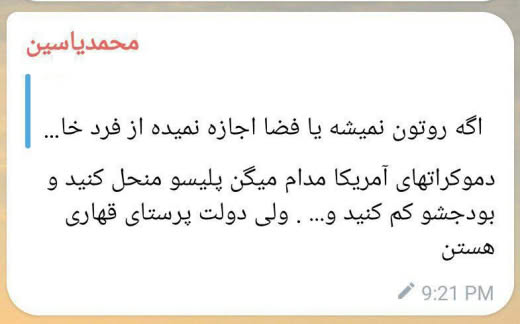 محمدیاسین
اگه روتون نمیشه یا فضا اجازه نمیده از فرد خا...
دموکراتهای آمریکا مدام میگن پلیسو منحل کنید و
بودجشو کم کنید و... . ولی دولت پرستای قهاری
هستن
9:21 PM